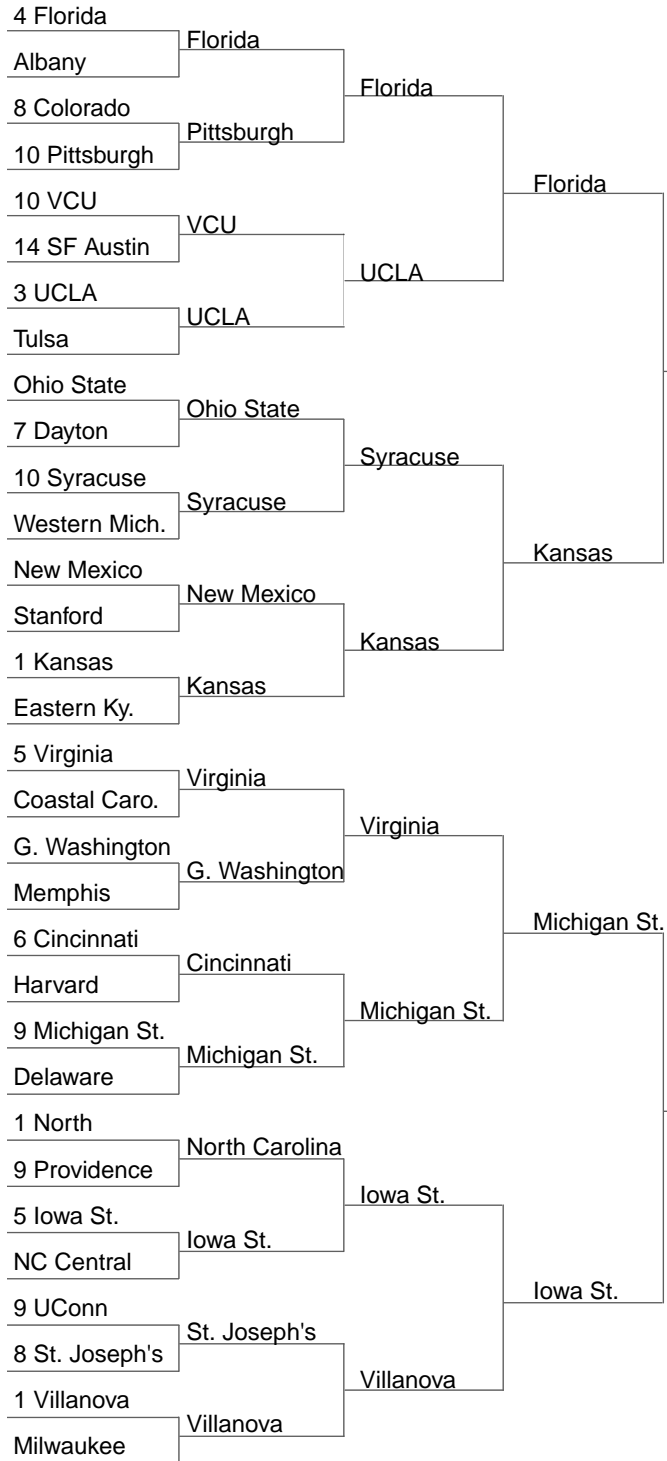 4 Florida
Albany
8 Colorado
10 Pittsburgh
10 VCU
14 SF Austin
3 UCLA
Tulsa
Ohio State
7 Dayton
10 Syracuse
Western Mich.
New Mexico
Stanford
1 Kansas
Eastern Ky.
5 Virginia
Coastal Caro.
G. Washington
Memphis
6 Cincinnati
Harvard
9 Michigan St.
Delaware
1 North
9 Providence
5 Iowa St.
NC Central
9 UConn
8 St. Joseph's
1 Villanova
Milwaukee
Florida
Pittsburgh
VCU
UCLA
Ohio State
Syracuse
New Mexico
Kansas
Virginia
G. Washington
Cincinnati
Michigan St.
North Carolina
Iowa St.
St. Joseph's
Villanova
Florida
UCLA
Syracuse
Kansas
Virginia
Michigan St.
Iowa St.
Villanova
Florida
Kansas
Michigan St.
Iowa St.